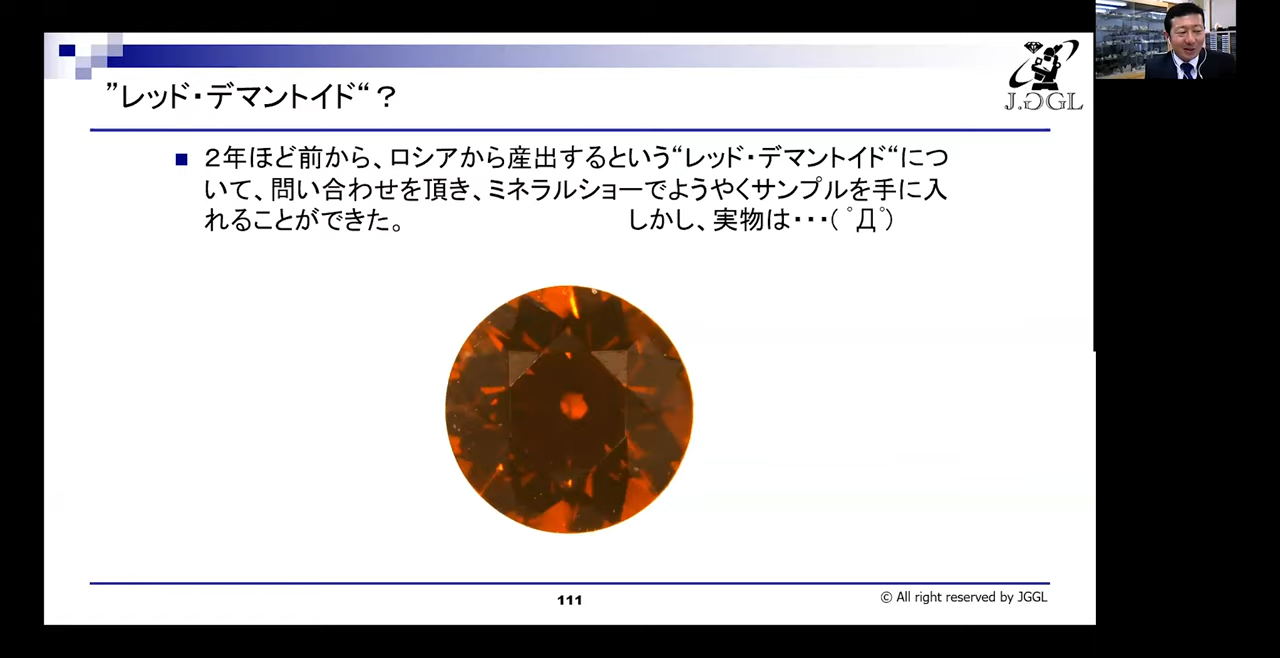 ”レッド・デマントイド“？
J.GGL
■ ２年ほど前から、ロシアから産出するという“レッド・デマントイド“につ
いて、問い合わせを頂き、ミネラルショーでようやくサンプルを手に入
れることができた。 しかし、実物は・・・( ﾟДﾟ)
111
© All right reserved by JGGL